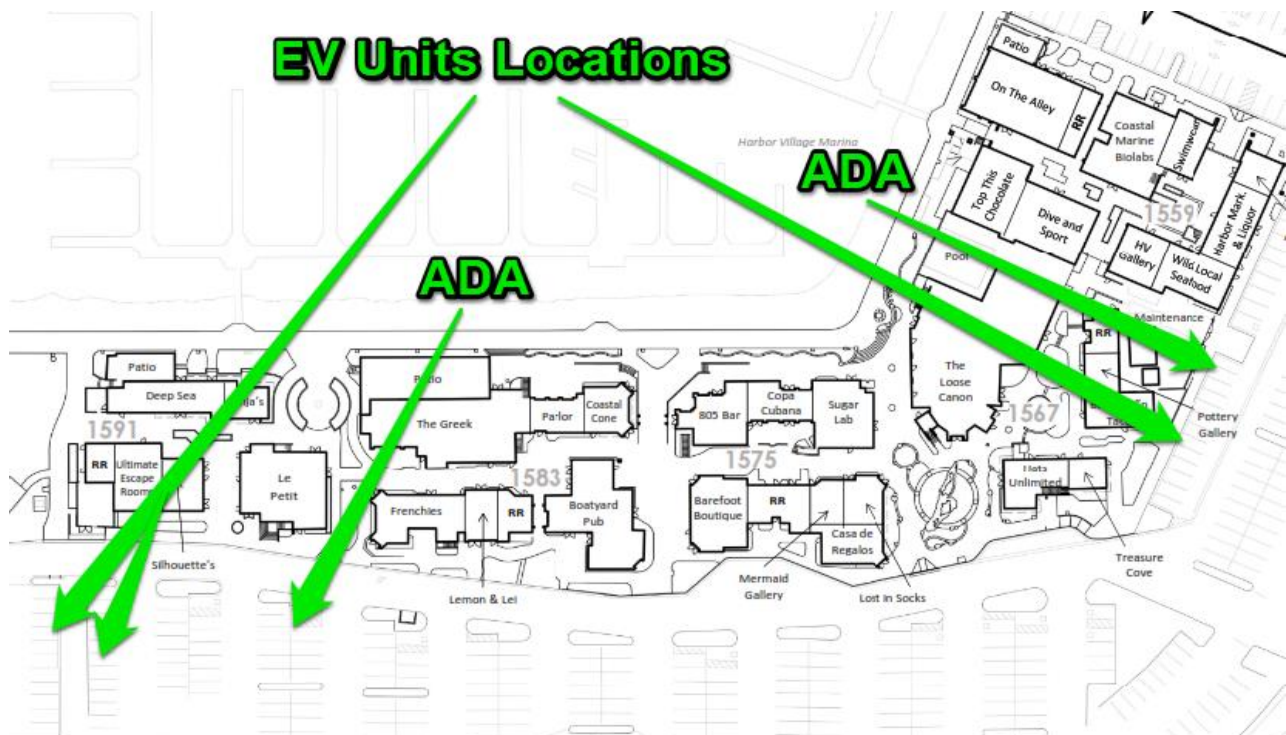 EV Units Locations
Patio
On The Alley
RR
Coastal
Marine
Biolabs
Swimwear
Harbor Village Marina
ADA
Top This
Chocolate
Dive and
Sport
1559
Harbor Mark.
& Liquor
HV
Gallery
Wild Local
Seafood
Pool
ADA
Maintenance
RR
Patio
Deep Sea
1591
Patio
The Greek
Parlor
Coastal
Cone
805 Bar
Copa
Cubana
Sugar
Lab
The
Loose
Canon
1567
Pottery
Gallery
RR
Ultimate
Escape
Rooms
Le
Petit
1583
1575
Hats
Unlimited
Frenchies
RR
Boatyard
Pub
Barefoot
Boutique
RR
Casa de
Regalos
Silhouette's
Lemon & Lei
Mermaid
Gallery
Lost in Socks
Treasure
Cove